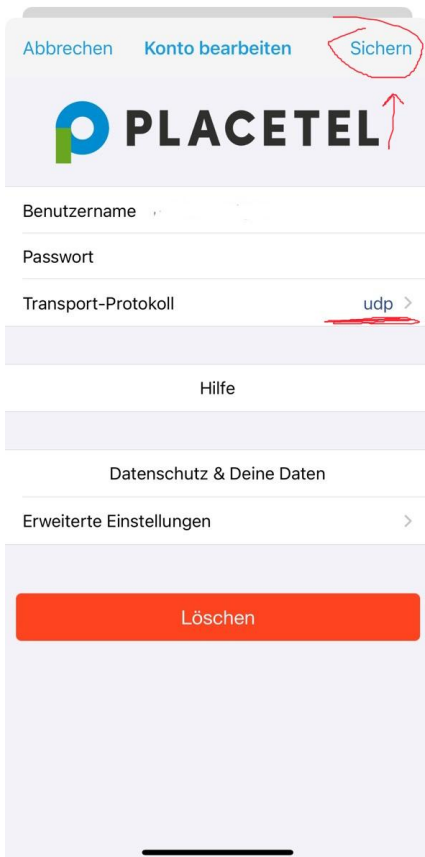 Abbrechen Konto bearbeiten Sichern
PLACETEL
Benutzername
Passwort
Transport-Protokoll udp
Hilfe
Datenschutz & Deine Daten
Erweiterte Einstellungen
Löschen